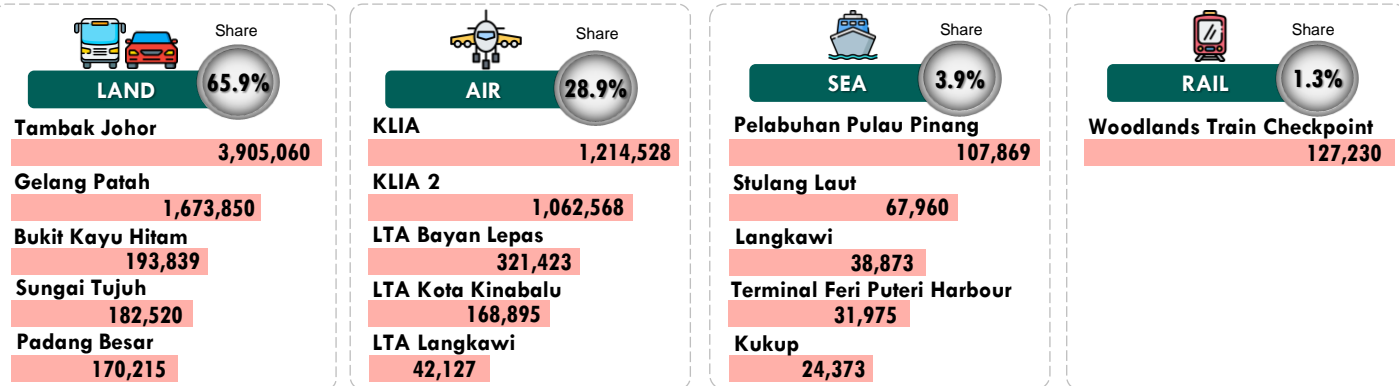 Share
LAND
65.9%
Tambak Johor
3,905,060
Gelang Patah
1,673,850
Bukit Kayu Hitam
193,839
Sungai Tujuh
182,520
Padang Besar
170,215
Share
AIR
28.9%
KLIA
1,214,528
KLIA 2
1,062,568
LTA Bayan Lepas
321,423
LTA Kota Kinabalu
168,895
LTA Langkawi
42,127
Share
SEA
3.9%
Pelabuhan Pulau Pinang
107,869
Stulang Laut
67,960
Langkawi
38,873
Terminal Feri Puteri Harbour
31,975
Kukup
24,373
Share
RAIL
1.3%
Woodlands Train Checkpoint
127,230